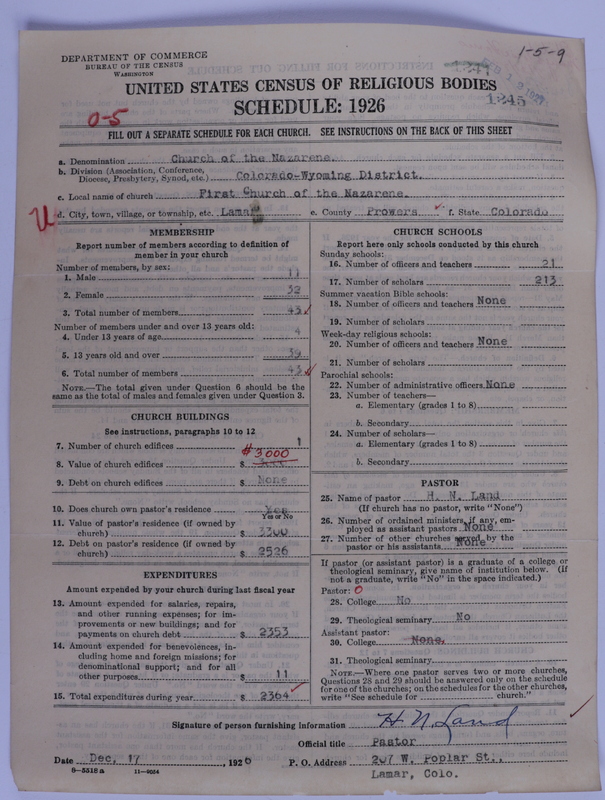 1-5-9
DEPARTMENT OF COMMERCE
BUREAU OF THE CENSUS
WASHINGTON
UNITED STATES CENSUS OF RELIGIOUS BODIES
SCHEDULE: 1926
1245
0-5
FILL OUT A SEPARATE SCHEDULE FOR EACH CHURCH. SEE INSTRUCTIONS ON THE BACK OF THIS SHEET
a. Denomination Church of the Nazarene.
b. Division (Association, Conference, Diocese, Presbytery, Synod, etc.) Colorado-Wyoming District.
c. Local name of church First Church of the Nazarene.
U d. City, town, village, or township, etc. Lamar e. County Prowers f. State Colorado
MEMBERSHIP
Report number of members according to definition of
member in your church
Number of members, by sex:
1. Male 11
2. Female 32
3. Total number of members 43
Number of members under and over 13 years old:
4. Under 13 years of age 4
5. 13 years old and over 39
6. Total number of members 43
NOTE.—The total given under Question 6 should be
the same as the total of males and females given under Question 3.
CHURCH BUILDINGS
See instructions, paragraphs 10 to 12
7. Number of church edifices 1
$3000
8. Value of church edifices $
9. Debt on church edifices $ None
10. Does church own pastor's residence Yes
Yes or No
11. Value of pastor's residence (if owned by
church) $ 3300
12. Debt on pastor's residence (if owned by
church) $ 2526
EXPENDITURES
Amount expended by your church during last fiscal year
13. Amount expended for salaries, repairs,
and other running expenses; for im-
provements or new buildings; and for
payments on church debt $ 2353
14. Amount expended for benevolences, in-
cluding home and foreign missions; for
denominational support; and for all
other purposes $ 11
15. Total expenditures during year $ 2364
CHURCH SCHOOLS
Report here only schools conducted by this church
Sunday schools:
16. Number of officers and teachers 21
17. Number of scholars 213
Summer vacation Bible schools:
18. Number of officers and teachers None
19. Number of scholars
Week-day religious schools:
20. Number of officers and teachers None
21. Number of scholars
Parochial schools:
22. Number of administrative officers None
23. Number of teachers—
a. Elementary (grades 1 to 8)
b. Secondary
24. Number of scholars—
a. Elementary (grades 1 to 8)
b. Secondary
PASTOR
25. Name of pastor H. N. Land
(If church has no pastor, write "None")
26. Number of ordained ministers, if any, em-
ployed as assistant pastors None
27. Number of other churches served by the
pastor or his assistants None
If pastor (or assistant pastor) is a graduate of a college or
theological seminary, give name of institution below. (If
not a graduate, write "No" in the space indicated.)
Pastor: 0
28. College No
29. Theological seminary No
Assistant pastor:
30. College None.
31. Theological seminary
NOTE.—Where one pastor serves two or more churches,
Questions 28 and 29 should be answered only on the schedule
for one of the churches; on the schedules for the other churches,
write "See schedule for church."
Signature of person furnishing information H N Land
Official title Pastor
Date Dec, 17, 1926 P. O. Address 207 W. Poplar St.,
Lamar, Colo.
8-5518 a 11-9024